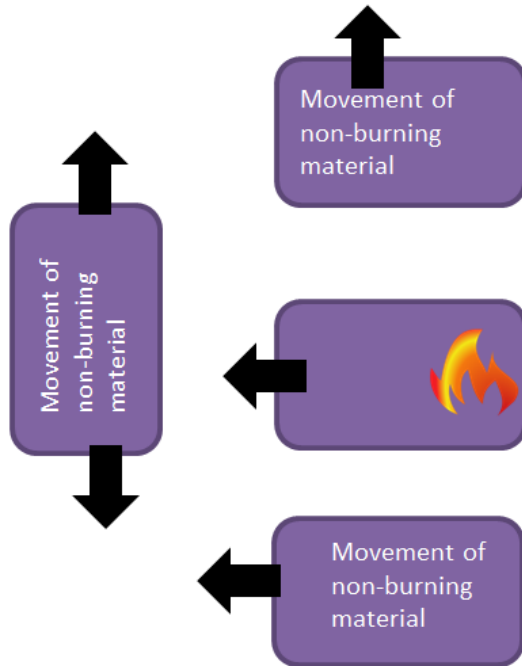 Movement of
non-burning
material
Movement of
non-burning
material
Movement of
non-burning
material